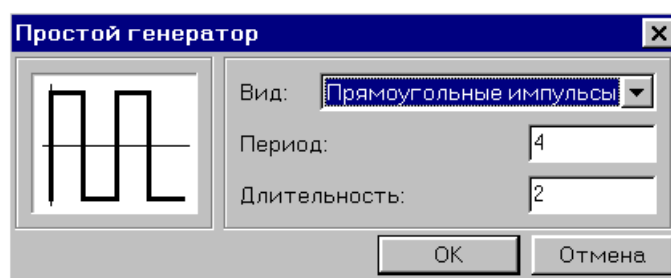 Простой генератор
Вид: Прямоугольные импульсы
Период: 4
Длительность: 2
OK Отмена